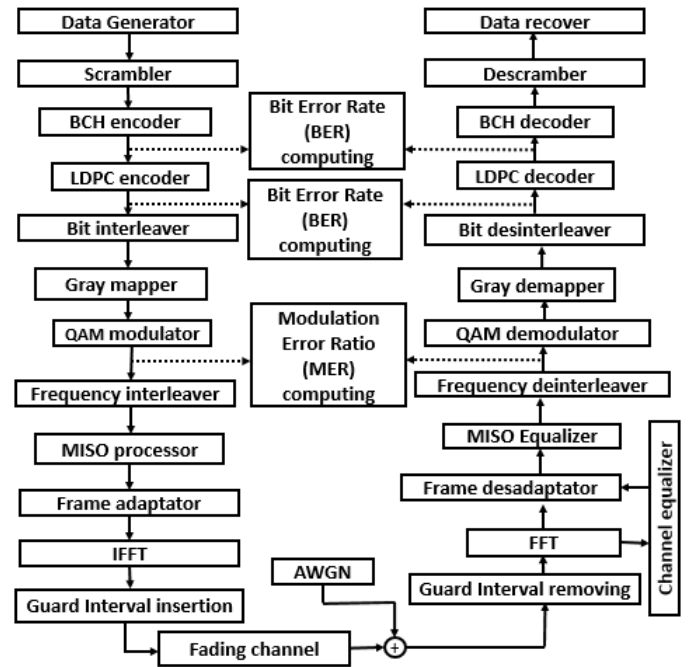 Data Generator
Scrambler
BCH encoder
LDPC encoder
Bit interleaver
Gray mapper
QAM modulator
Frequency interleaver
MISO processor
Frame adaptator
IFFT
Guard Interval insertion
Fading channel
AWGN
+
Bit Error Rate
(BER)
computing
Bit Error Rate
(BER)
computing
Modulation
Error Ratio
(MER)
computing
Data recover
Descramber
BCH decoder
LDPC decoder
Bit desinterleaver
Gray demapper
QAM demodulator
Frequency deinterleaver
MISO Equalizer
Frame desadaptator
FFT
Guard Interval removing
Channel equalizer